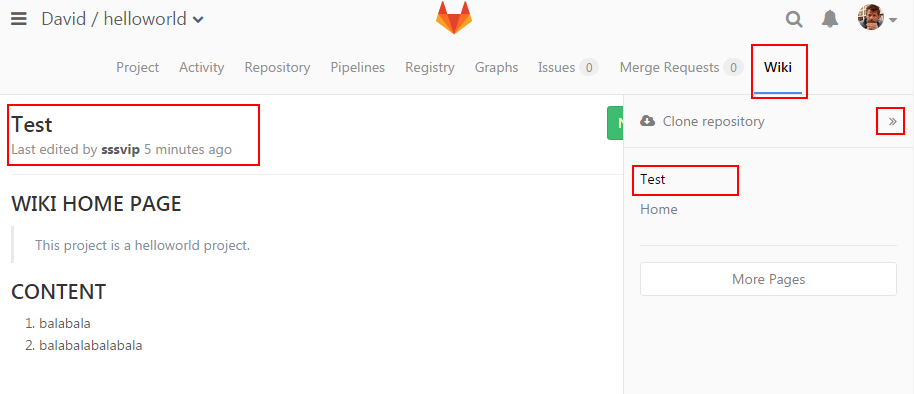 David / helloworld
Project Activity Repository Pipelines Registry Graphs Issues 0 Merge Requests 0 Wiki
Test
Last edited by sssvip 5 minutes ago
Clone repository »
Test
Home
More Pages
WIKI HOME PAGE
This project is a helloworld project.
CONTENT
1. balabala
2. balabalabalabala